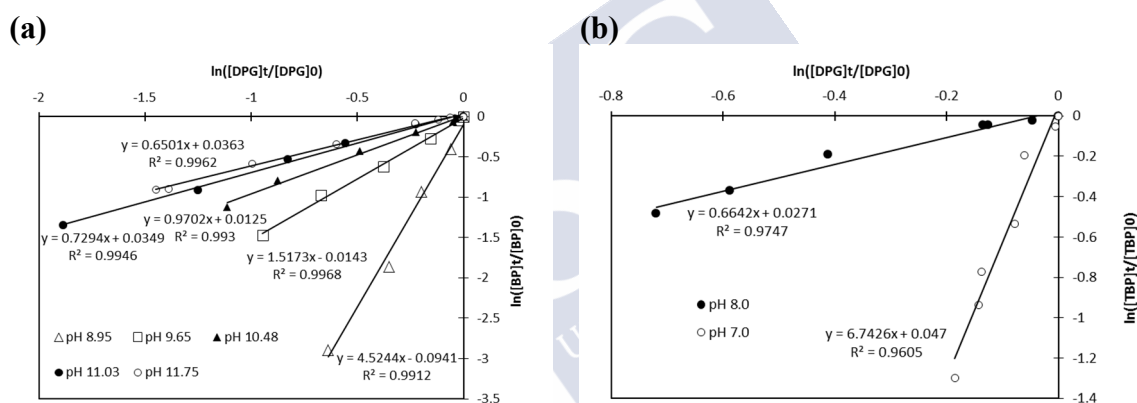 (a)
ln([DPG]t/[DPG]0)
-2 -1.5 -1 -0.5 0
0
-0.5
-1
-1.5
-2
-2.5
-3
-3.5
ln([BP]t/[BP]0)
y = 0.6501x + 0.0363
R² = 0.9962
y = 0.9702x + 0.0125
R² = 0.993
y = 0.7294x + 0.0349
R² = 0.9946
y = 1.5173x - 0.0143
R² = 0.9968
y = 4.5244x - 0.0941
R² = 0.9912
pH 8.95 pH 9.65 pH 10.48
pH 11.03 pH 11.75
(b)
ln([DPG]t/[DPG]0)
-0.8 -0.6 -0.4 -0.2 0
0
-0.2
-0.4
-0.6
-0.8
-1
-1.2
-1.4
ln([TBP]t/[TBP]0)
y = 0.6642x + 0.0271
R² = 0.9747
pH 8.0
pH 7.0
y = 6.7426x + 0.047
R² = 0.9605